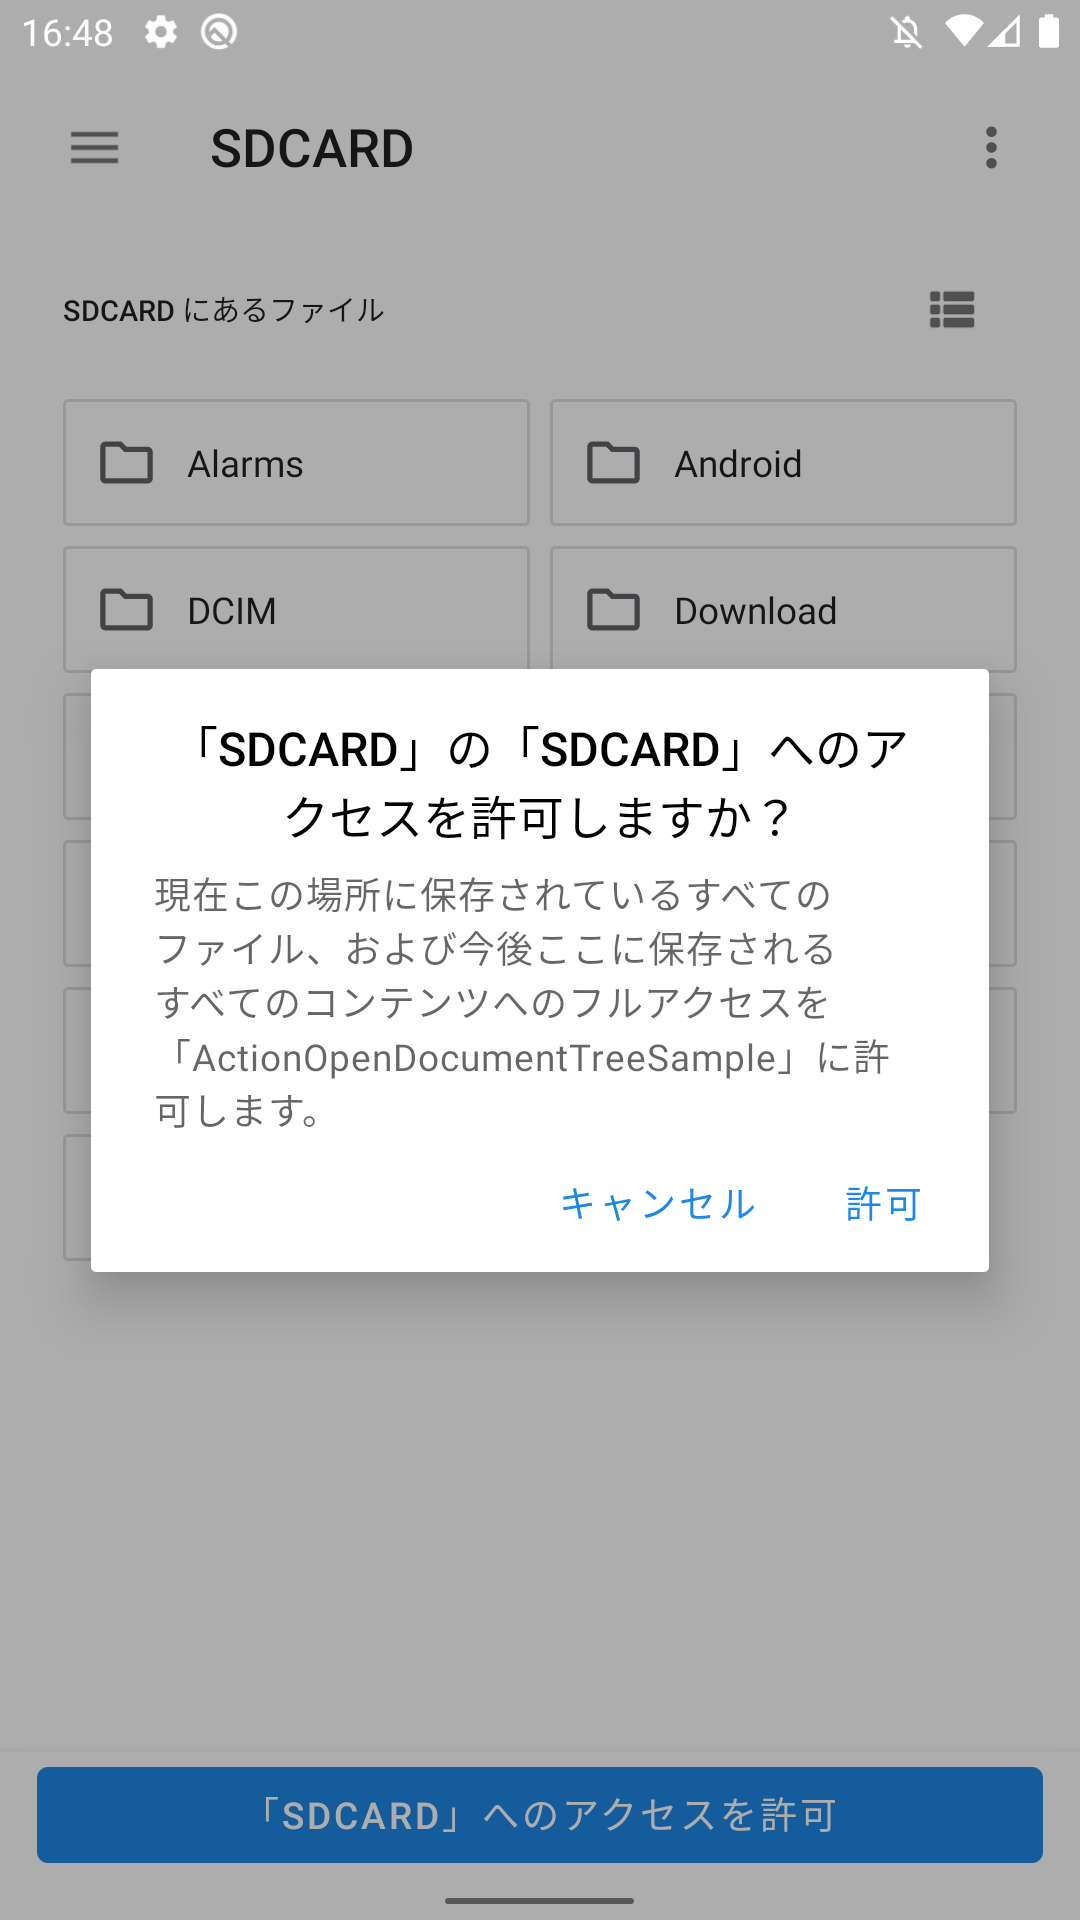 16:48
SDCARD
SDCARD にあるファイル
Alarms
Android
DCIM
Download
「SDCARD」の「SDCARD」へのア
クセスを許可しますか？
現在この場所に保存されているすべての
ファイル、および今後ここに保存される
すべてのコンテンツへのフルアクセスを
「ActionOpenDocumentTreeSample」に許
可します。
キャンセル
許可
「SDCARD」へのアクセスを許可